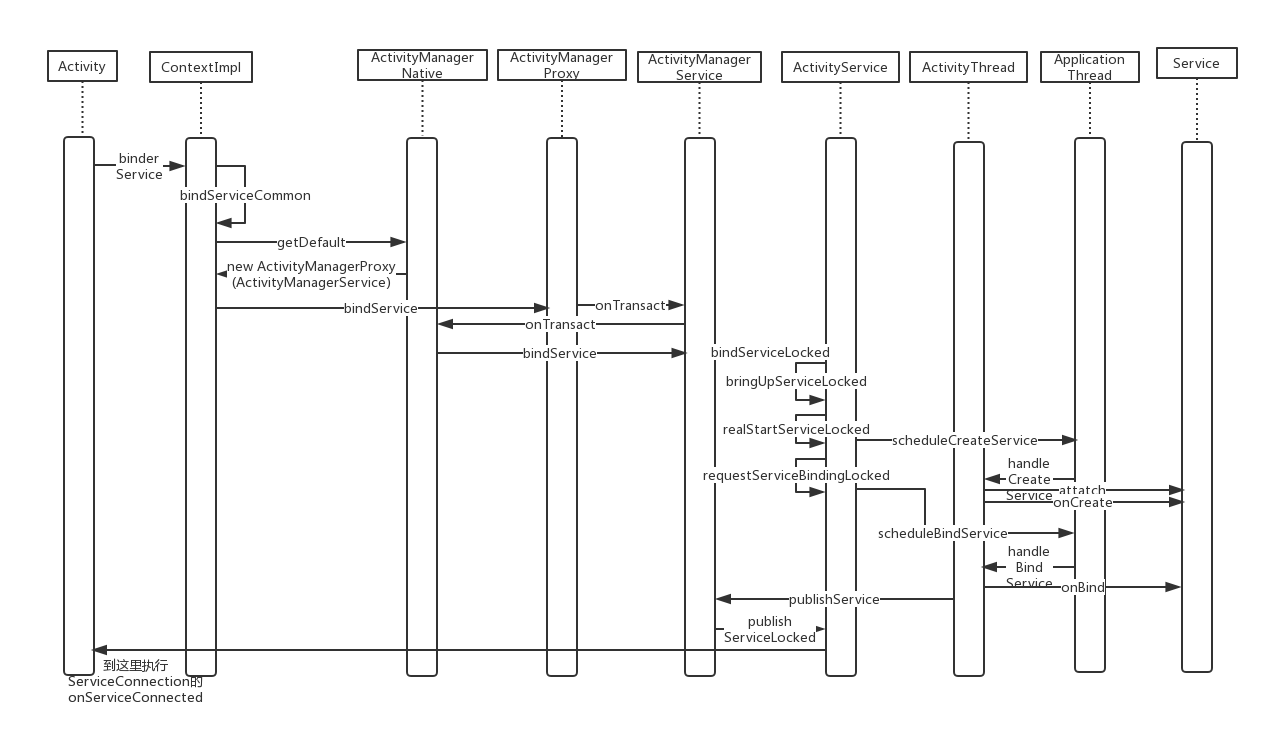 Activity
ContextImpl
ActivityManager
Native
ActivityManager
Proxy
ActivityManager
Service
ActivityService
ActivityThread
Application
Thread
Service
binder
Service
bindServiceCommon
getDefault
new ActivityManagerProxy
(ActivityManagerService)
bindService
onTransact
onTransact
bindService
bindServiceLocked
bringUpServiceLocked
realStartServiceLocked
scheduleCreateService
handle
Create
Service
requestServiceBindingLocked
attatch
onCreate
scheduleBindService
handle
Bind
Service
onBind
publishService
publish
ServiceLocked
到这里执行
ServiceConnection的
onServiceConnected